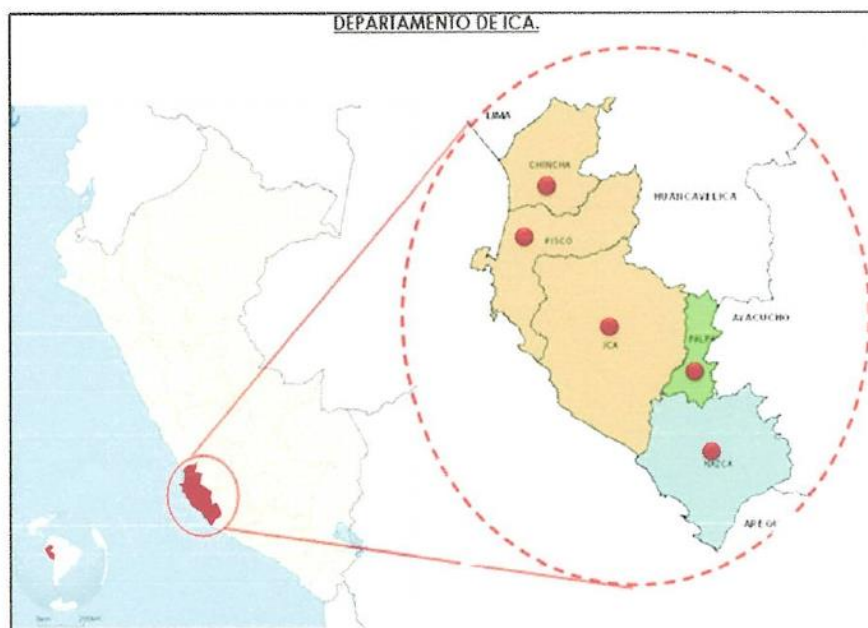 DEPARTAMENTO DE ICA.
LIMA
CHINCHA
HUANCAVELICA
PISCO
AYACUCHO
PALPA
ICA
NAZCA